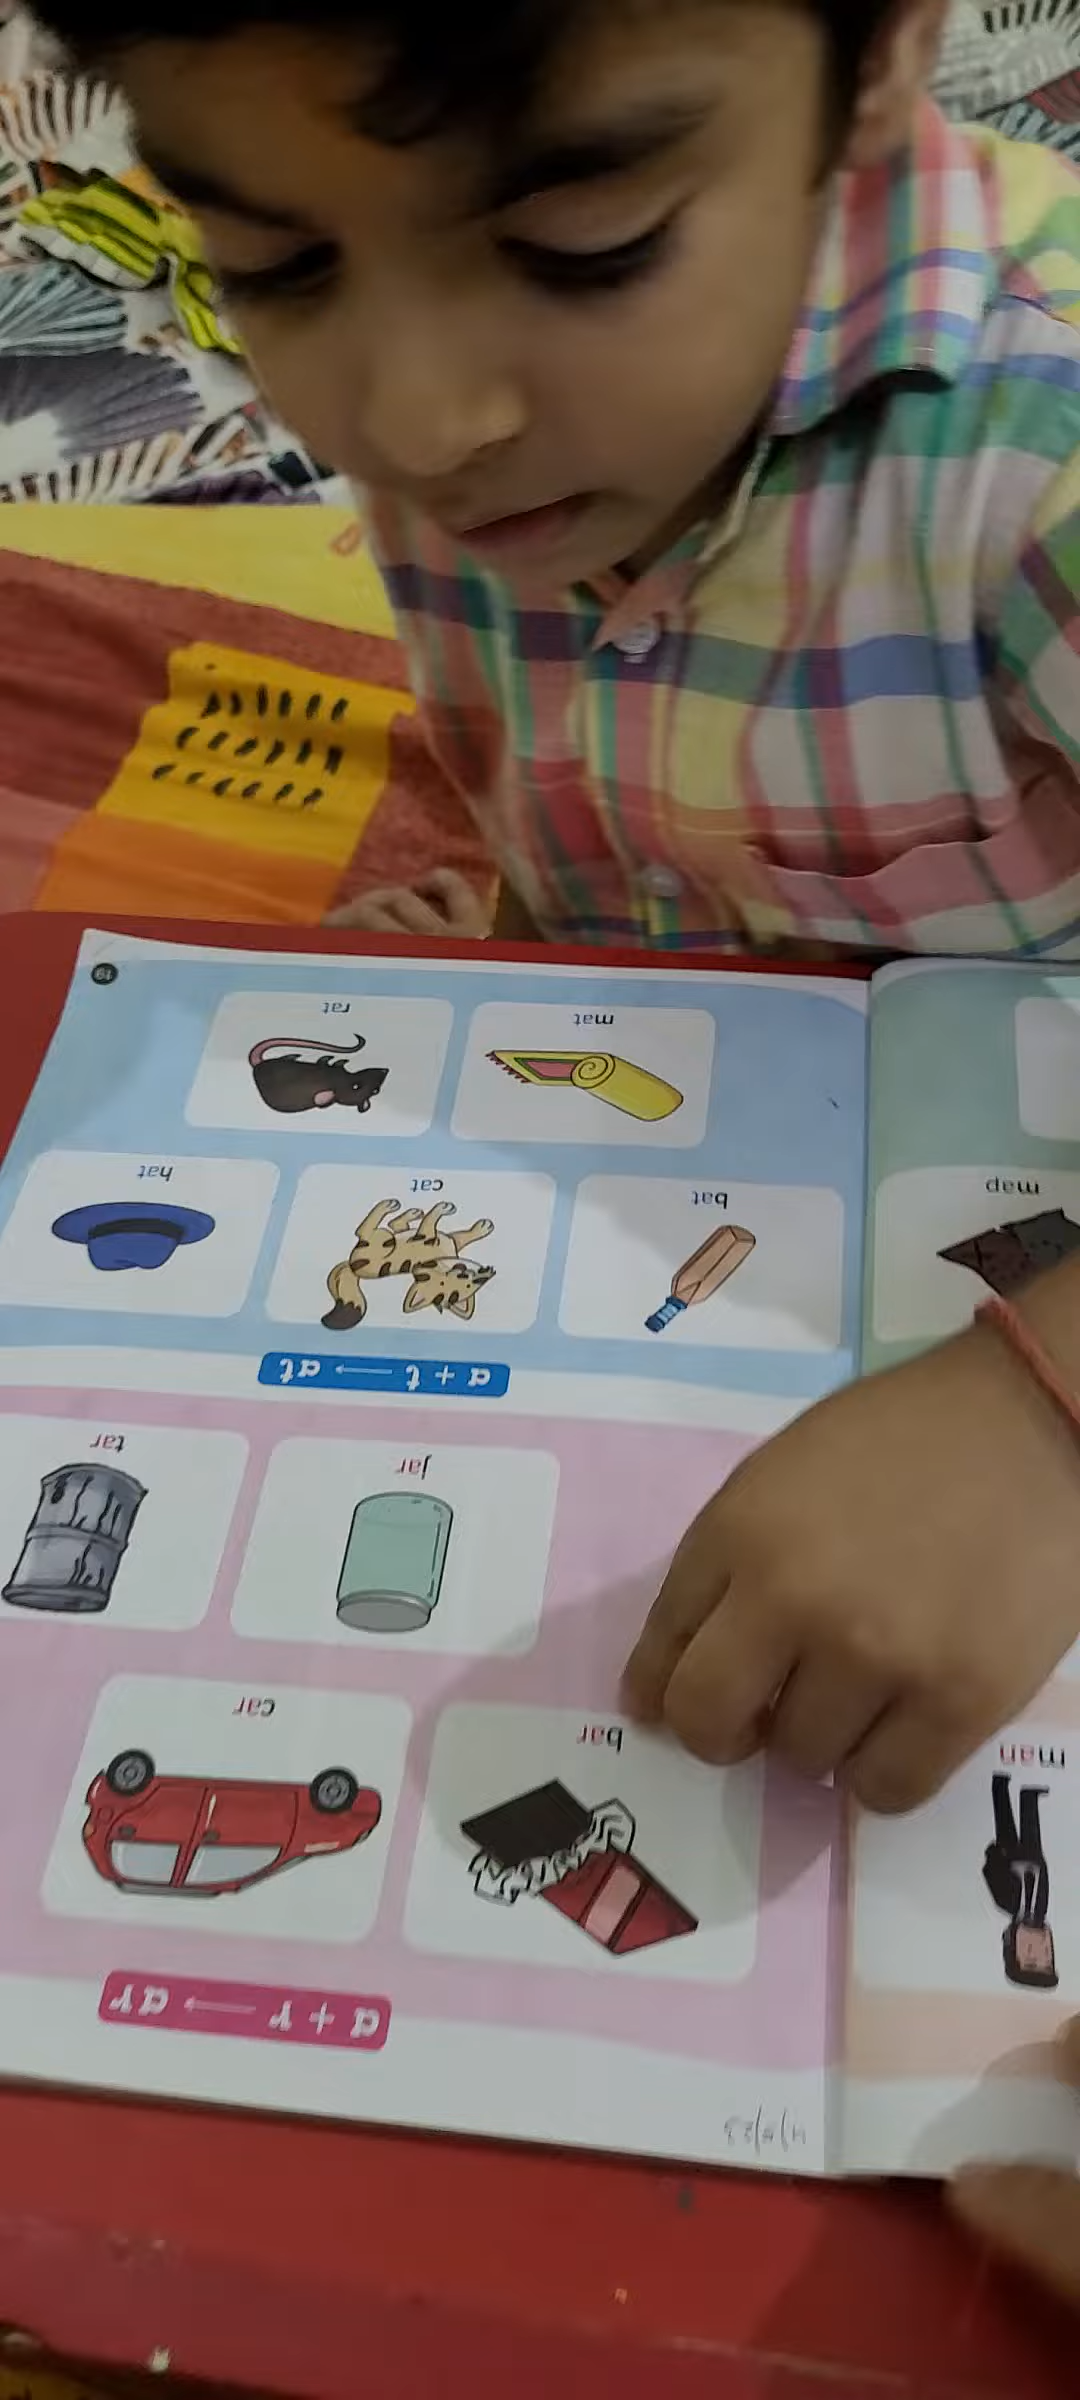 a + r → ar
bar car
jar tar
a + t → at
bat cat hat
mat rat
19
man
map